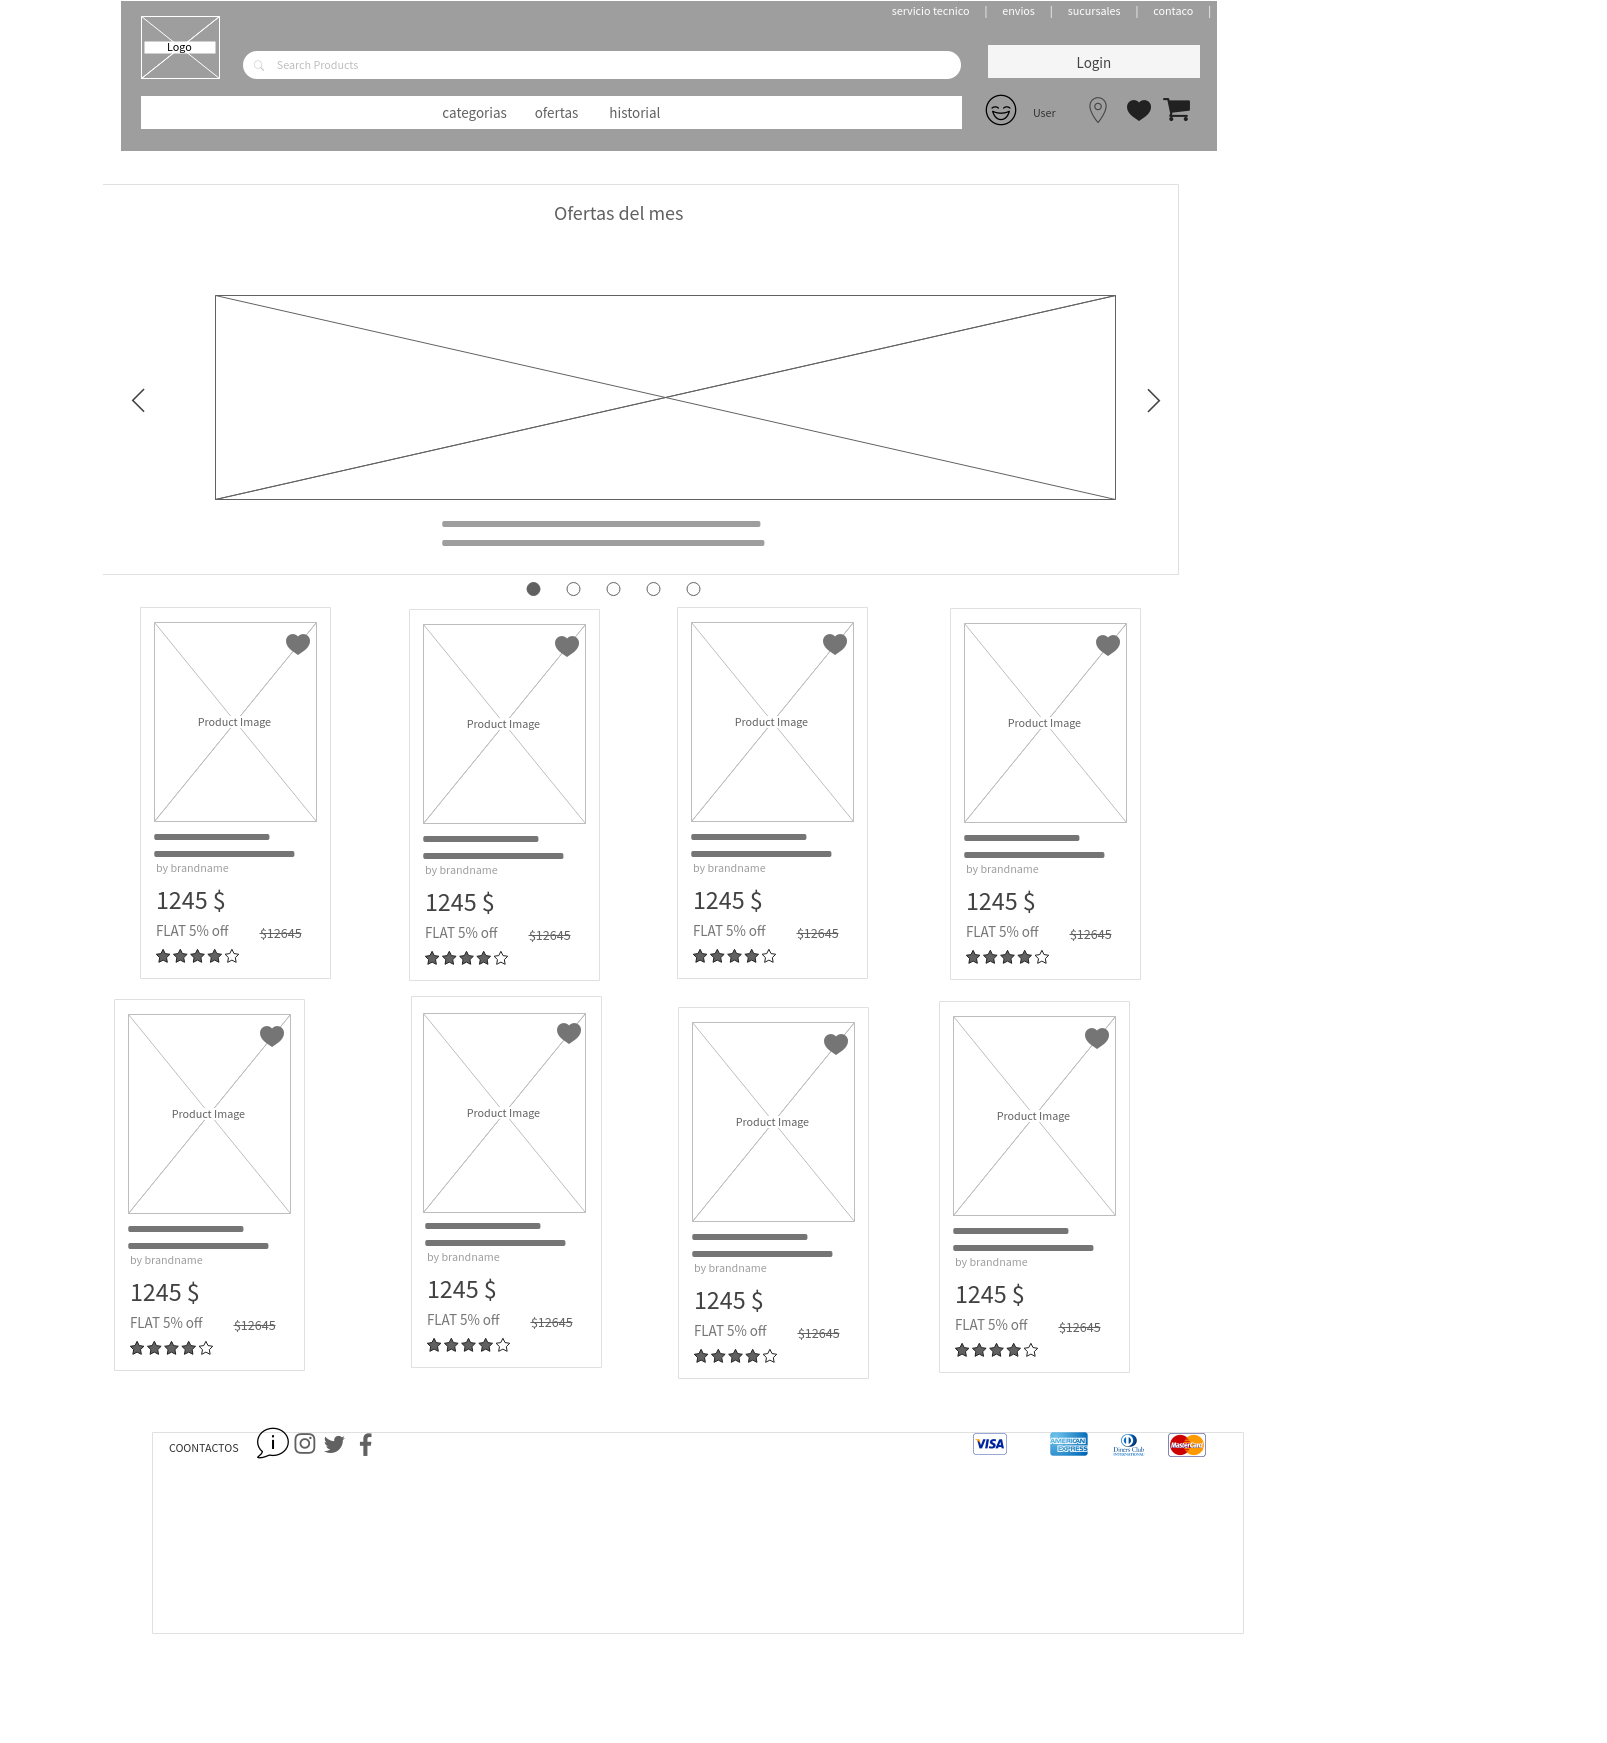 servicio tecnico | envios | sucursales | contaco |
Logo
Search Products
Login
categorias ofertas historial
User
Ofertas del mes
Product Image
by brandname
1245 $
FLAT 5% off $12645
Product Image
by brandname
1245 $
FLAT 5% off $12645
Product Image
by brandname
1245 $
FLAT 5% off $12645
Product Image
by brandname
1245 $
FLAT 5% off $12645
Product Image
by brandname
1245 $
FLAT 5% off $12645
Product Image
by brandname
1245 $
FLAT 5% off $12645
Product Image
by brandname
1245 $
FLAT 5% off $12645
Product Image
by brandname
1245 $
FLAT 5% off $12645
COONTACTOS
i
VISA
AMERICAN
EXPRESS
Diners Club
INTERNATIONAL
MasterCard